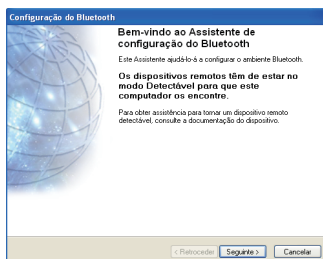 Configuração do Bluetooth
Bem-vindo ao Assistente de
configuração do Bluetooth
Este Assistente ajudá-lo-á a configurar o ambiente Bluetooth.
Os dispositivos remotos têm de estar no
modo Detectável para que este
computador os encontre.
Para obter assistência para tornar um dispositivo remoto
detectável, consulte a documentação do dispositivo.
< Retroceder Seguinte > Cancelar